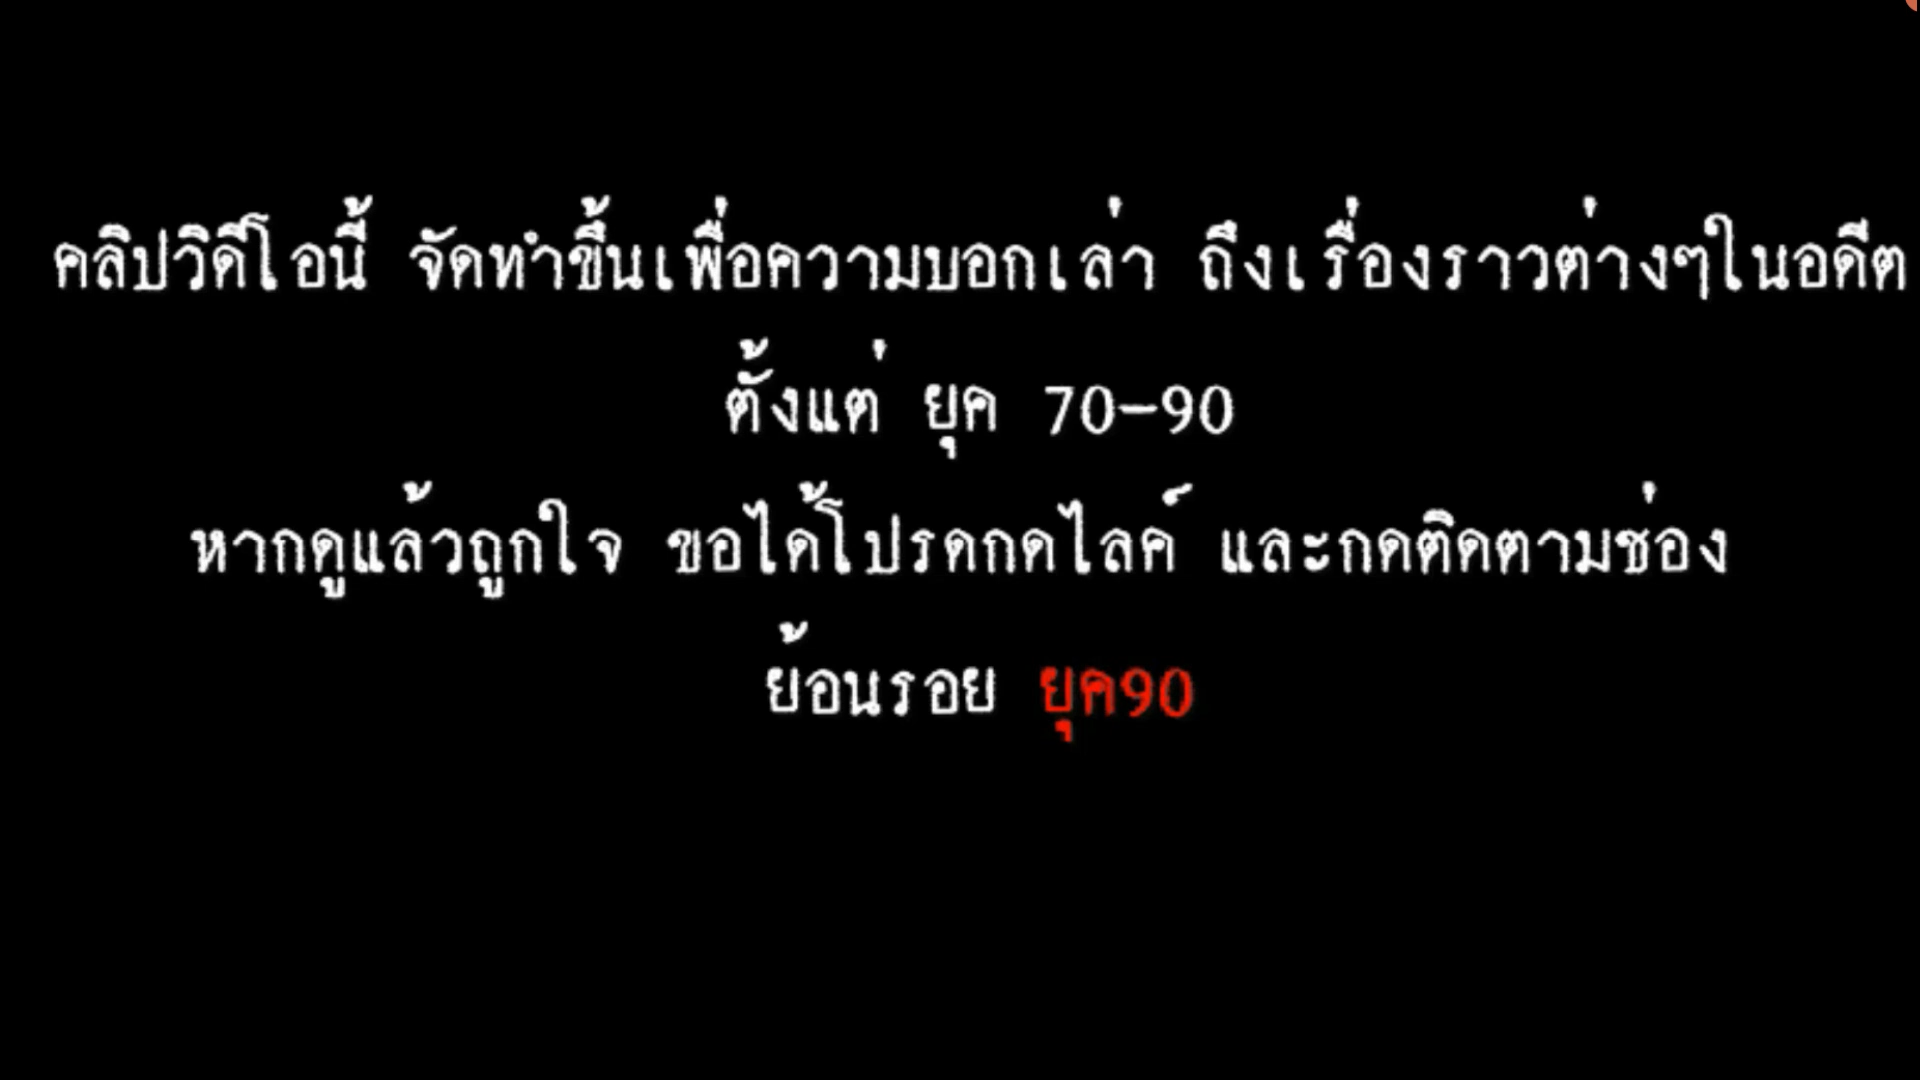 คลิปวิดีโอนี้ จัดทำขึ้นเพื่อความบอกเล่า ถึงเรื่องราวต่างๆในอดีต
ตั้งแต่ ยุค 70-90
หากดูแล้วถูกใจ ขอได้โปรดกดไลค์ และกดติดตามช่อง
ย้อนรอย ยุค90